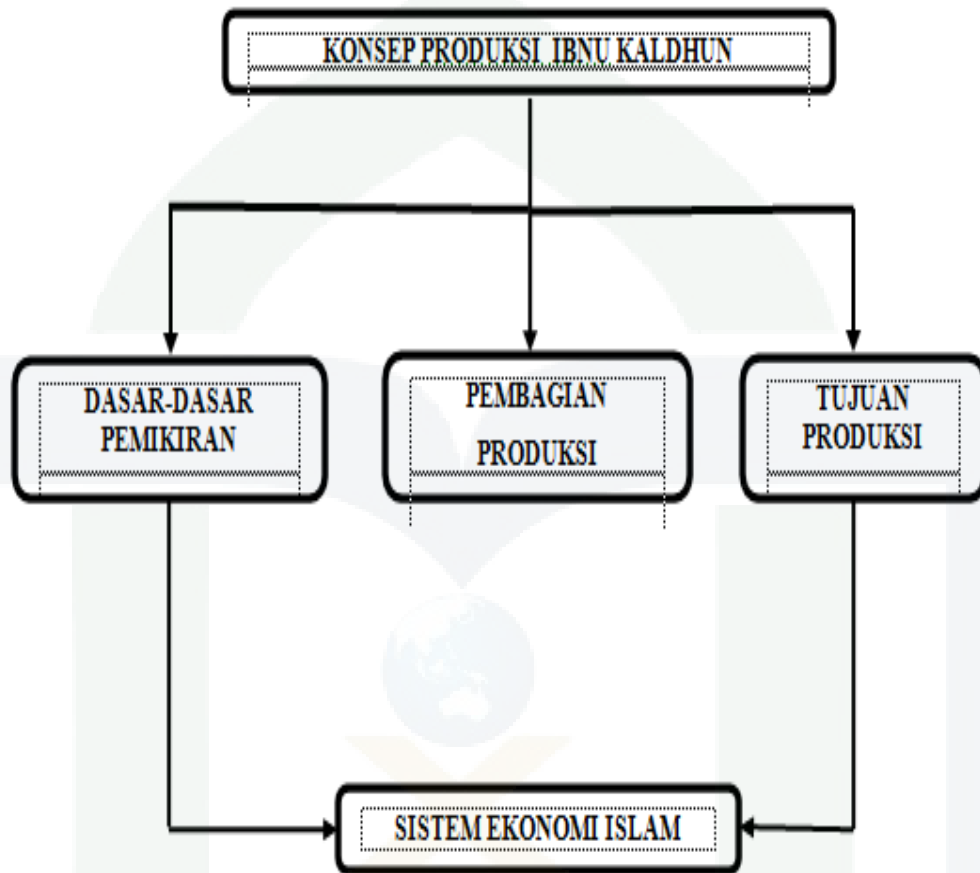 KONSEP PRODUKSI IBNU KALDHUN
DASAR-DASAR
PEMIKIRAN
PEMBAGIAN
PRODUKSI
TUJUAN
PRODUKSI
SISTEM EKONOMI ISLAM